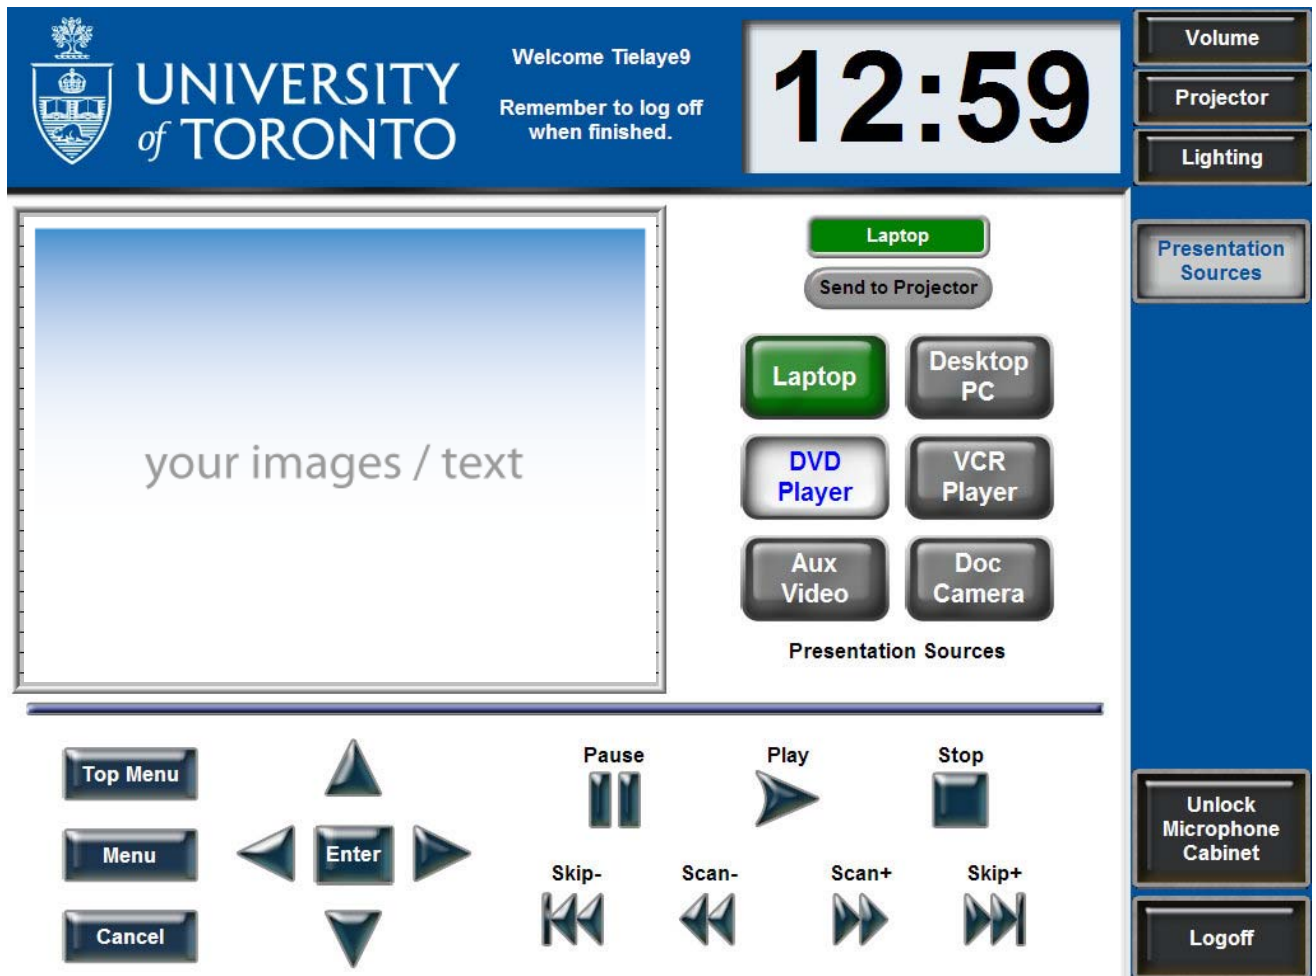 UNIVERSITY
of TORONTO
Welcome Tielaye9
Remember to log off
when finished.
12:59
Volume
Projector
Lighting
Presentation
Sources
Laptop
Send to Projector
your images / text
Laptop
Desktop
PC
DVD
Player
VCR
Player
Aux
Video
Doc
Camera
Presentation Sources
Top Menu
Menu
Cancel
Enter
Pause
Play
Stop
Skip-
Scan-
Scan+
Skip+
Unlock
Microphone
Cabinet
Logoff